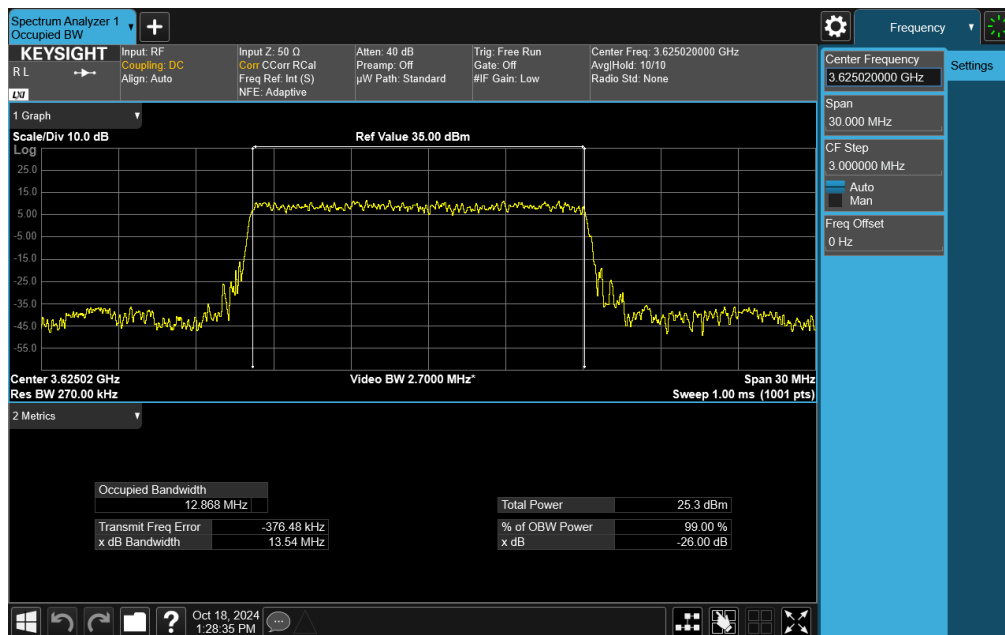 Spectrum Analyzer 1
Occupied BW
Frequency
KEYSIGHT
R L
LXI
Input: RF
Coupling: DC
Align: Auto
Input Z: 50 Ω
Corr CCorr RCal
Freq Ref: Int (S)
NFE: Adaptive
Atten: 40 dB
Preamp: Off
µW Path: Standard
Trig: Free Run
Gate: Off
#IF Gain: Low
Center Freq: 3.625020000 GHz
Avg|Hold: 10/10
Radio Std: None
Center Frequency
3.625020000 GHz
Settings
Span
30.000 MHz
CF Step
3.000000 MHz
Auto
Man
Freq Offset
0 Hz
1 Graph
Scale/Div 10.0 dB
Ref Value 35.00 dBm
Log
25.0
15.0
5.00
-5.00
-15.0
-25.0
-35.0
-45.0
-55.0
Center 3.62502 GHz
Video BW 2.7000 MHz*
Span 30 MHz
Res BW 270.00 kHz
Sweep 1.00 ms (1001 pts)
2 Metrics
Occupied Bandwidth
12.868 MHz
Transmit Freq Error -376.48 kHz
x dB Bandwidth 13.54 MHz
Total Power 25.3 dBm
% of OBW Power 99.00 %
x dB -26.00 dB
Oct 18, 2024
1:28:35 PM